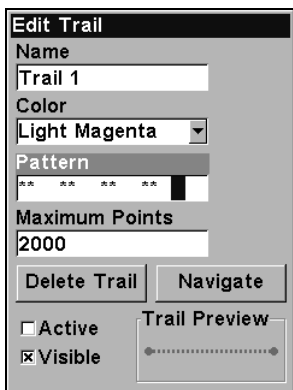 Edit Trail
Name
Trail 1
Color
Light Magenta
Pattern
** ** ** **
Maximum Points
2000
Delete Trail Navigate
Active
Trail Preview
Visible